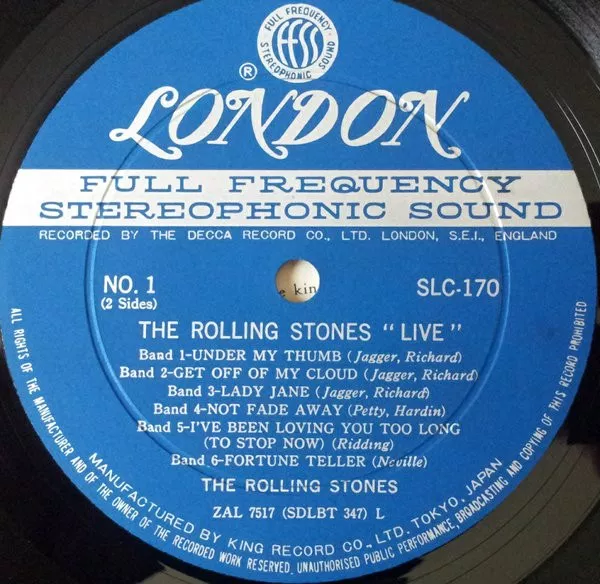 FULL FREQUENCY
ffss
STEREOPHONIC SOUND
®
LONDON
FULL FREQUENCY
STEREOPHONIC SOUND
RECORDED BY THE DECCA RECORD CO., LTD. LONDON, S.E.I., ENGLAND
NO. 1
(2 Sides)
e kin
SLC-170
THE ROLLING STONES "LIVE"
Band 1-UNDER MY THUMB (Jagger, Richard)
Band 2-GET OFF OF MY CLOUD (Jagger, Richard)
Band 3-LADY JANE (Jagger, Richard)
Band 4-NOT FADE AWAY (Petty, Hardin)
Band 5-I'VE BEEN LOVING YOU TOO LONG
(TO STOP NOW) (Ridding)
Band 6-FORTUNE TELLER (Neville)
THE ROLLING STONES
ZAL 7517 (SDLBT 347) L
MANUFACTURED BY KING RECORD CO., LTD. TOKYO, JAPAN
ALL RIGHTS OF THE MANUFACTURER AND OF THE OWNER OF THE RECORDED WORK RESERVED. UNAUTHORISED PUBLIC PERFORMANCE, BROADCASTING AND COPYING OF THIS RECORD PROHIBITED